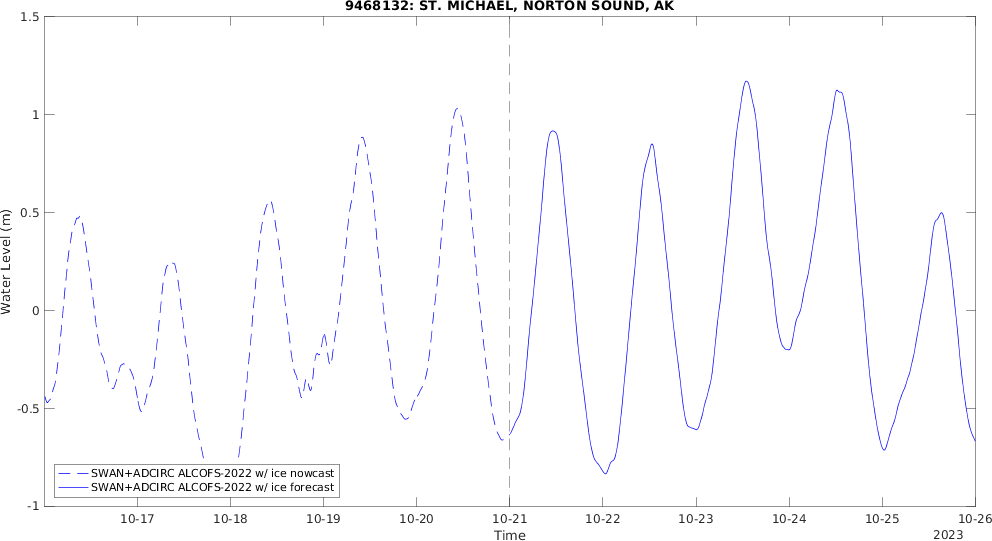 9468132: ST. MICHAEL, NORTON SOUND, AK
1.5
1
0.5
0
-0.5
-1
Water Level (m)
SWAN+ADCIRC ALCOFS-2022 w/ ice nowcast
SWAN+ADCIRC ALCOFS-2022 w/ ice forecast
10-17 10-18 10-19 10-20 10-21 10-22 10-23 10-24 10-25 10-26
Time
2023